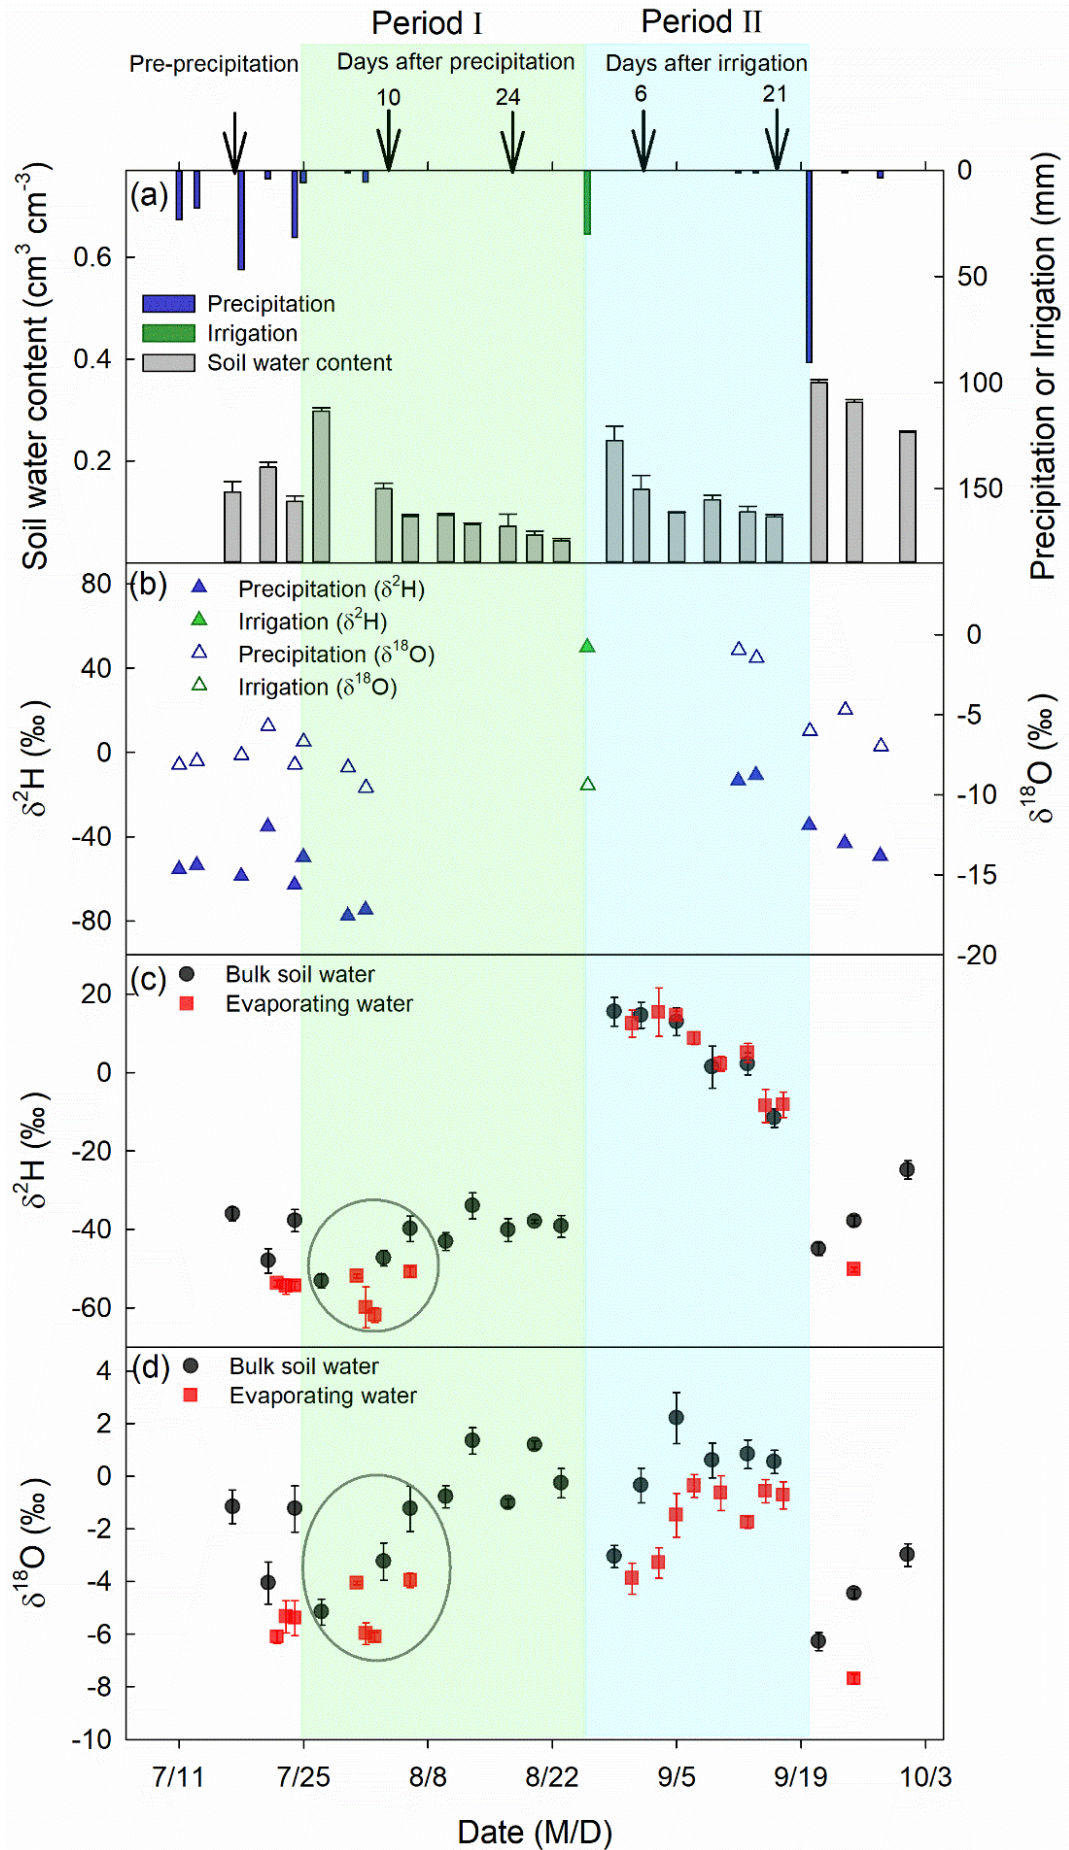 Period I
Period II
Pre-precipitation
Days after precipitation
Days after irrigation
10
24
6
21
(a)
Soil water content (cm³ cm⁻³)
0.6
0.4
0.2
Precipitation
Irrigation
Soil water content
0
50
100
150
Precipitation or Irrigation (mm)
(b)
δ²H (‰)
80
40
0
-40
-80
Precipitation (δ²H)
Irrigation (δ²H)
Precipitation (δ¹⁸O)
Irrigation (δ¹⁸O)
0
-5
-10
-15
-20
δ¹⁸O (‰)
(c)
δ²H (‰)
20
0
-20
-40
-60
Bulk soil water
Evaporating water
(d)
δ¹⁸O (‰)
4
2
0
-2
-4
-6
-8
-10
Bulk soil water
Evaporating water
7/11
7/25
8/8
8/22
9/5
9/19
10/3
Date (M/D)